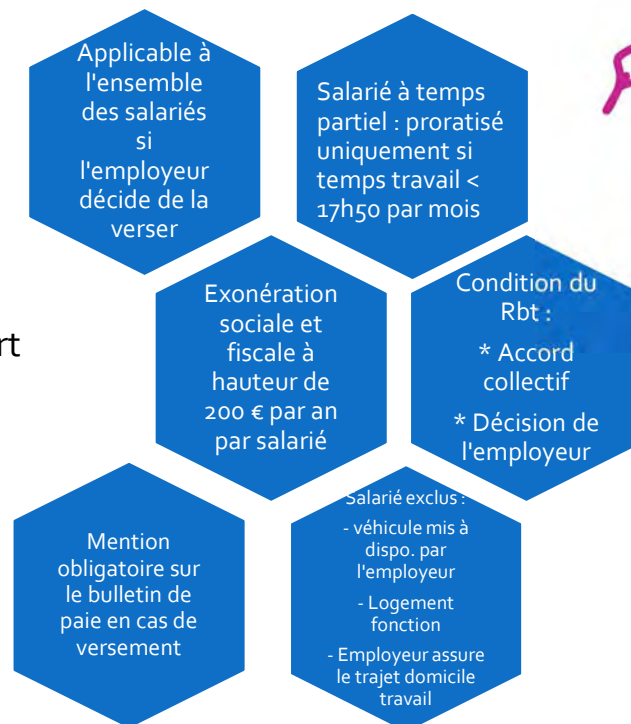 Applicable à
l'ensemble
des salariés
si
l'employeur
décide de la
verser
Salarié à temps
partiel : proratisé
uniquement si
temps travail <
17h50 par mois
rt
Exonération
sociale et
fiscale à
hauteur de
200 € par an
par salarié
Condition du
Rbt :
* Accord
collectif
* Décision de
l'employeur
Mention
obligatoire sur
le bulletin de
paie en cas de
versement
Salarié exclus :
- véhicule mis à
dispo. par
l'employeur
- Logement
fonction
- Employeur assure
le trajet domicile
travail